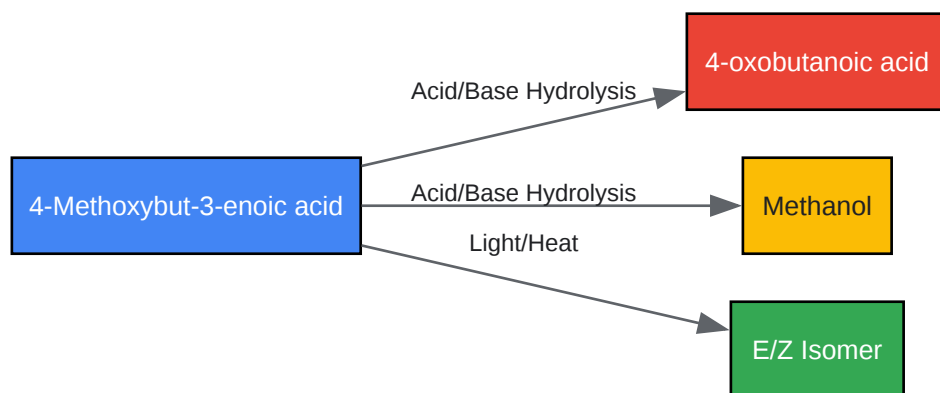 4-oxobutanoic acid
Acid/Base Hydrolysis
4-Methoxybut-3-enoic acid
Acid/Base Hydrolysis
Methanol
Light/Heat
E/Z Isomer